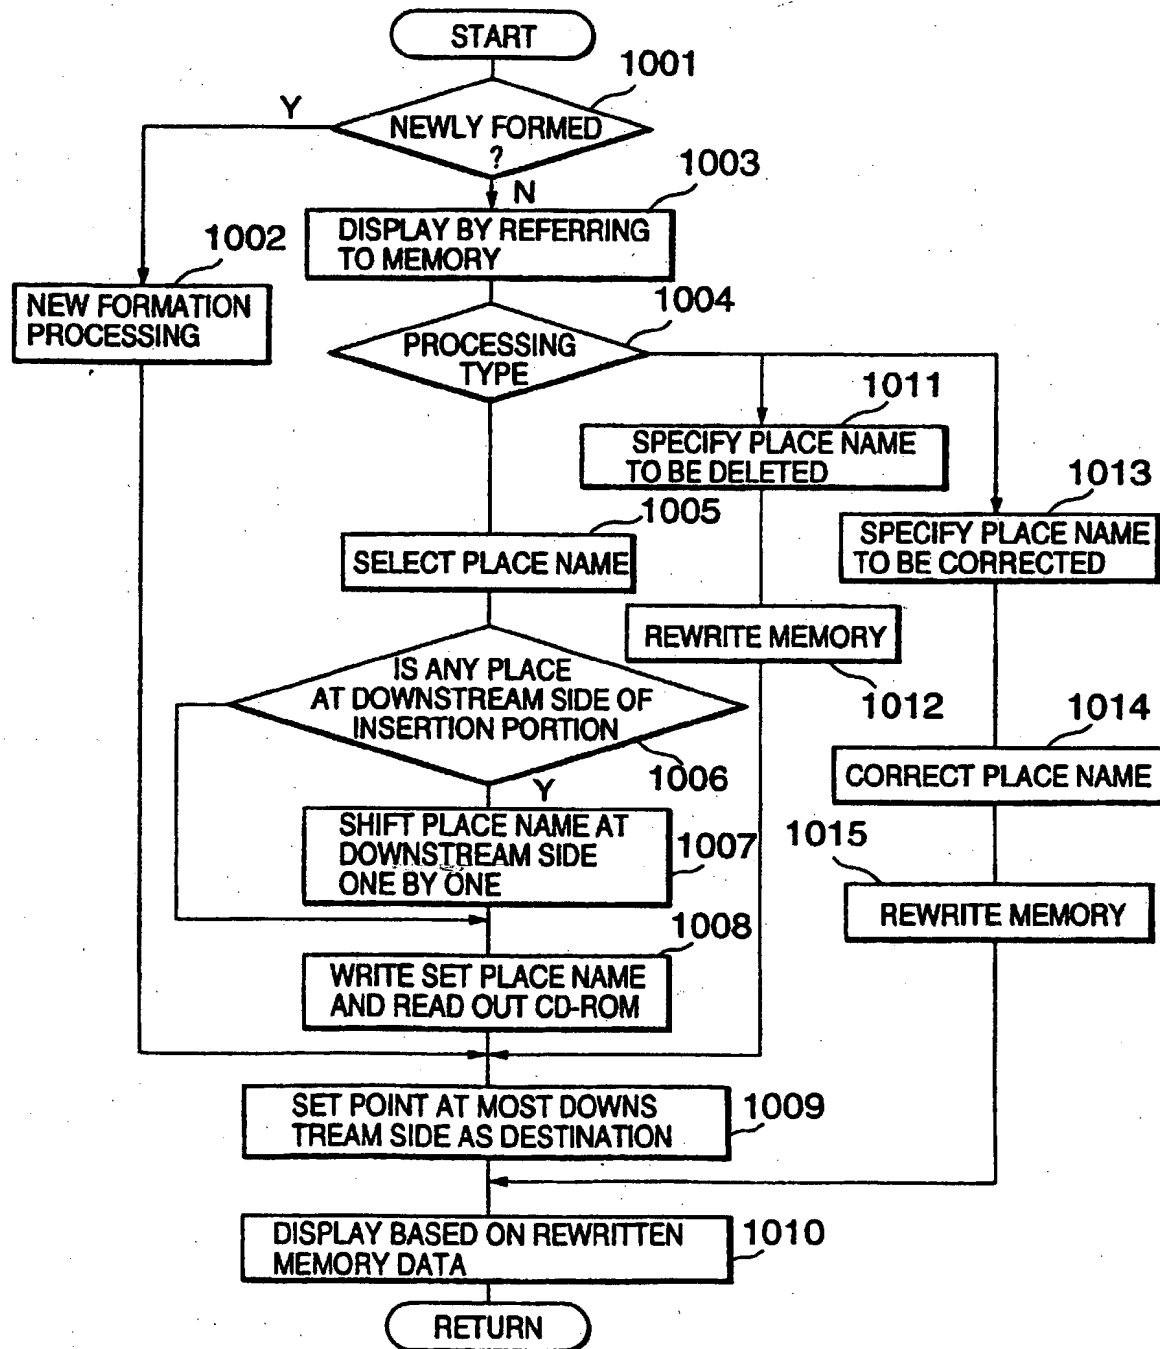 START
1001
Y
NEWLY FORMED
?
1003
N
1002
DISPLAY BY REFERRING
TO MEMORY
NEW FORMATION
PROCESSING
1004
PROCESSING
TYPE
1011
SPECIFY PLACE NAME
TO BE DELETED
1013
1005
SPECIFY PLACE NAME
TO BE CORRECTED
SELECT PLACE NAME
REWRITE MEMORY
1012
IS ANY PLACE
AT DOWNSTREAM SIDE OF
INSERTION PORTION
1006
1014
CORRECT PLACE NAME
Y
SHIFT PLACE NAME AT
DOWNSTREAM SIDE
ONE BY ONE
1007
1015
REWRITE MEMORY
1008
WRITE SET PLACE NAME
AND READ OUT CD-ROM
SET POINT AT MOST DOWNS
TREAM SIDE AS DESTINATION
1009
DISPLAY BASED ON REWRITTEN
MEMORY DATA
1010
RETURN